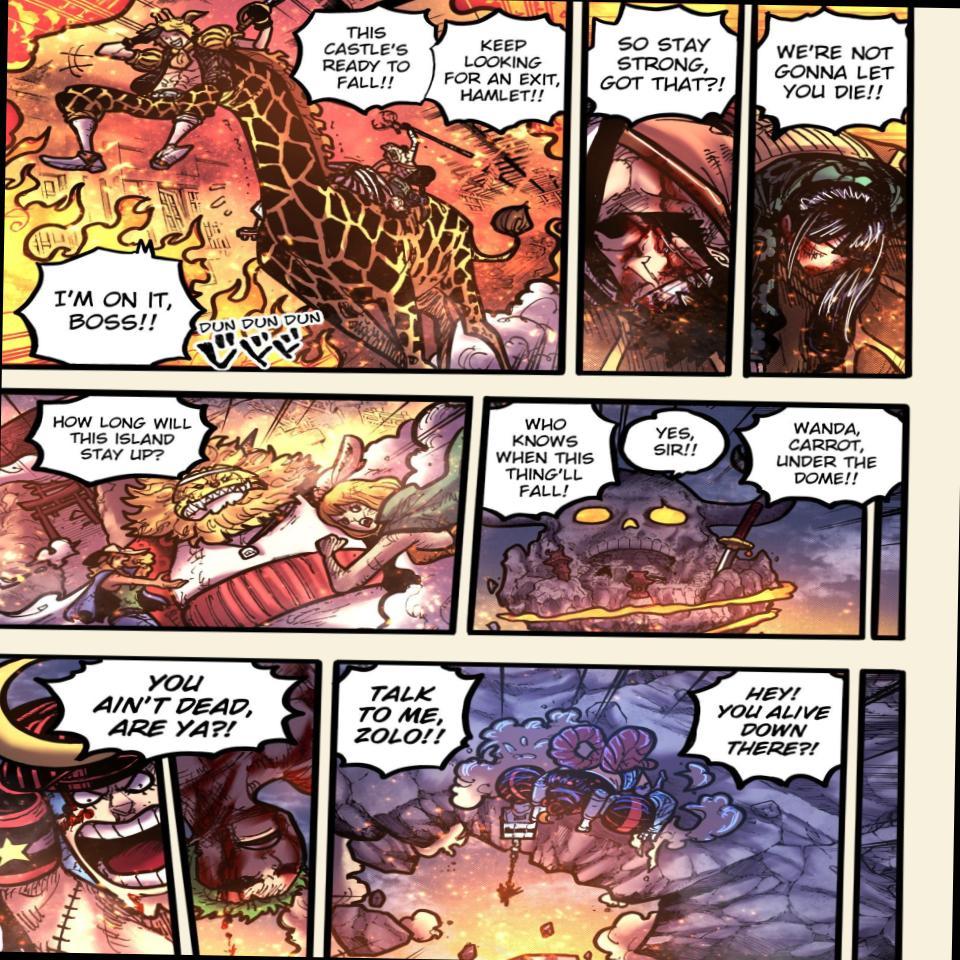 WE'RE NOT
GONNA LET
YOU DIE!!
SO STAY
STRONG,
GOT THAT?!
KEEP
LOOKING
FOR AN EXIT,
HAMLET!!
THIS
CASTLE'S
READY TO
FALL!!
I'M ON IT,
BOSS!!
DUN DUN DUN
ドドド
WANDA,
CARROT,
UNDER THE
DOME!!
YES,
SIR!!
WHO
KNOWS
WHEN THIS
THING'LL
FALL!
HOW LONG WILL
THIS ISLAND
STAY UP?
HEY!
YOU ALIVE
DOWN
THERE?!
TALK
TO ME,
ZOLO!!
YOU
AIN'T DEAD,
ARE YA?!